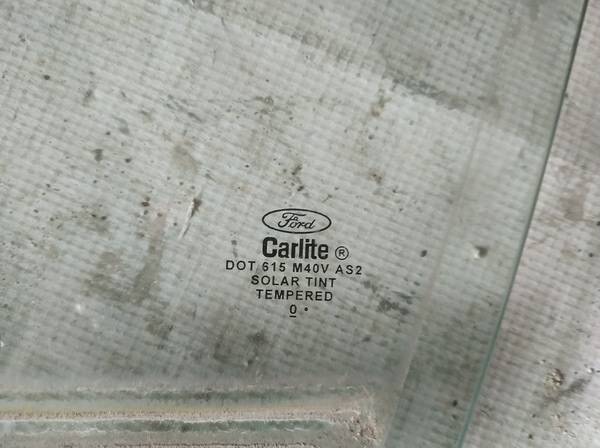 Ford
Carlite ®
DOT 615 M40V AS2
SOLAR TINT
TEMPERED
0 •